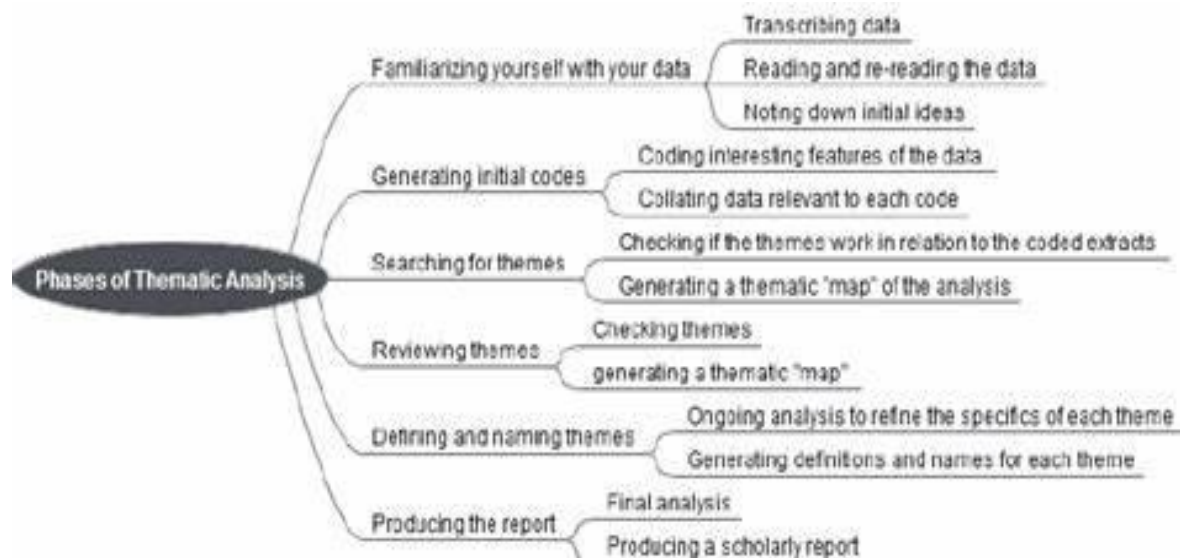 Phases of Thematic Analysis
Familiarizing yourself with your data
Transcribing data
Reading and re-reading the data
Noting down initial ideas
Generating initial codes
Coding interesting features of the data
Collating data relevant to each code
Searching for themes
Checking if the themes work in relation to the coded extracts
Generating a thematic "map" of the analysis
Reviewing themes
Checking themes
generating a thematic "map"
Defining and naming themes
Ongoing analysis to refine the specifics of each theme
Generating definitions and names for each theme
Producing the report
Final analysis
Producing a scholarly report